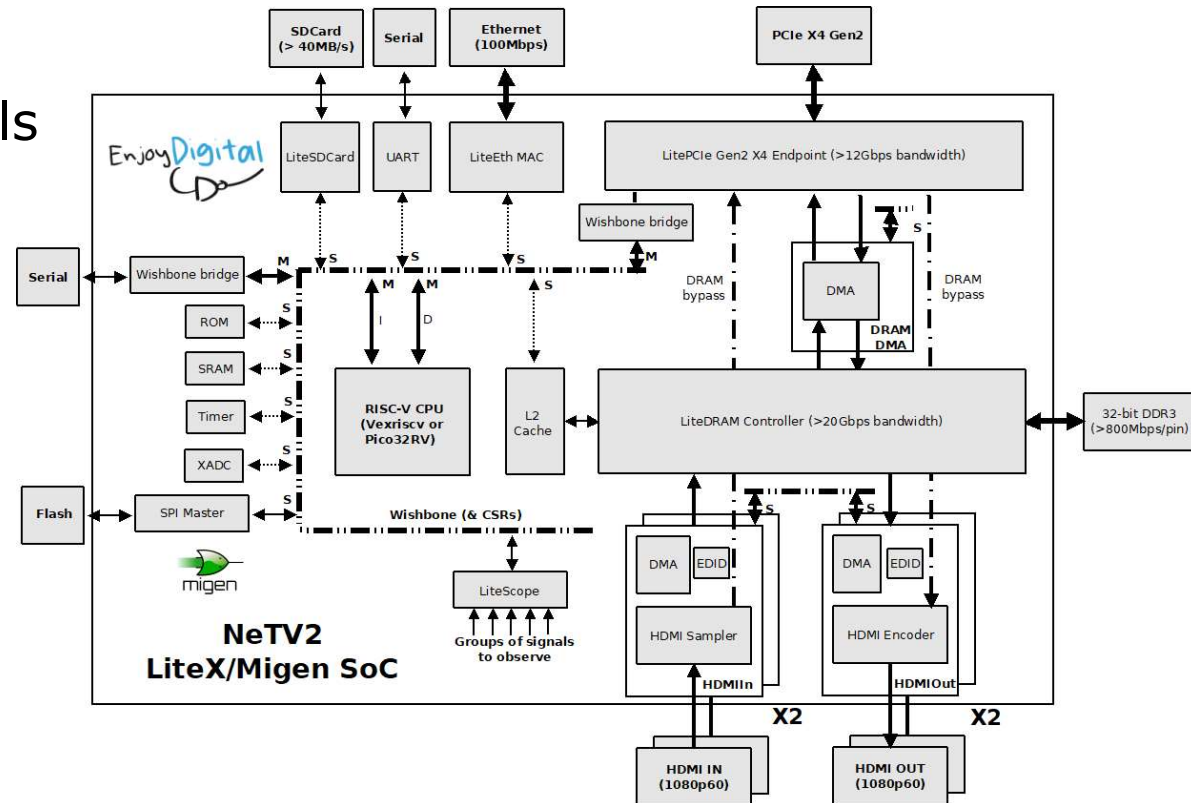 ls
SDCard
(> 40MB/s)
Serial
Ethernet
(100Mbps)
PCIe X4 Gen2
EnjoyDigital
LiteSDCard
UART
LiteEth MAC
LitePCIe Gen2 X4 Endpoint (>12Gbps bandwidth)
Wishbone bridge
S
S
S
M
S
Serial
Wishbone bridge
M
M
M
S
DRAM
bypass
DMA
DRAM
DMA
DRAM
bypass
ROM
S
I
D
SRAM
S
Timer
S
XADC
S
RISC-V CPU
(Vexriscv or
Pico32RV)
L2
Cache
LiteDRAM Controller (>20Gbps bandwidth)
32-bit DDR3
(>800Mbps/pin)
Flash
SPI Master
S
Wishbone (& CSRs)
S
S
migen
LiteScope
Groups of signals
to observe
DMA
EDID
HDMI Sampler
HDMIIn
DMA
EDID
HDMI Encoder
HDMIOut
NeTV2
LiteX/Migen SoC
X2
X2
HDMI IN
(1080p60)
HDMI OUT
(1080p60)